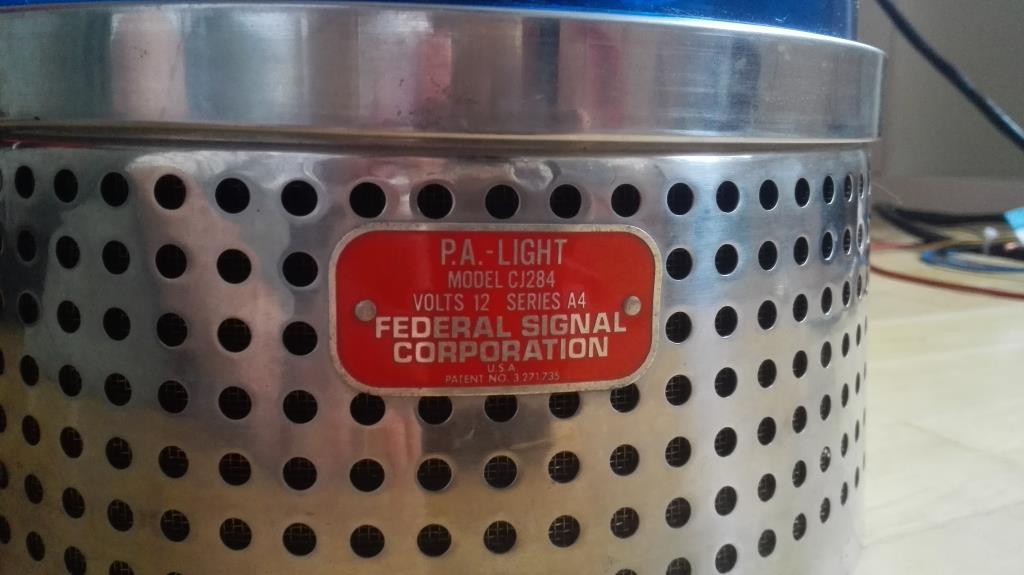 P.A.-LIGHT
MODEL CJ284
VOLTS 12 SERIES A4
FEDERAL SIGNAL
CORPORATION
U.S.A.
PATENT NO. 3,271,735